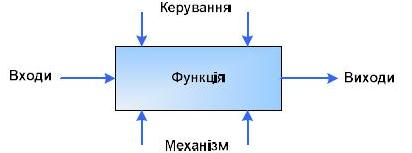 Керування
Входи
Функція
Виходи
Механізм